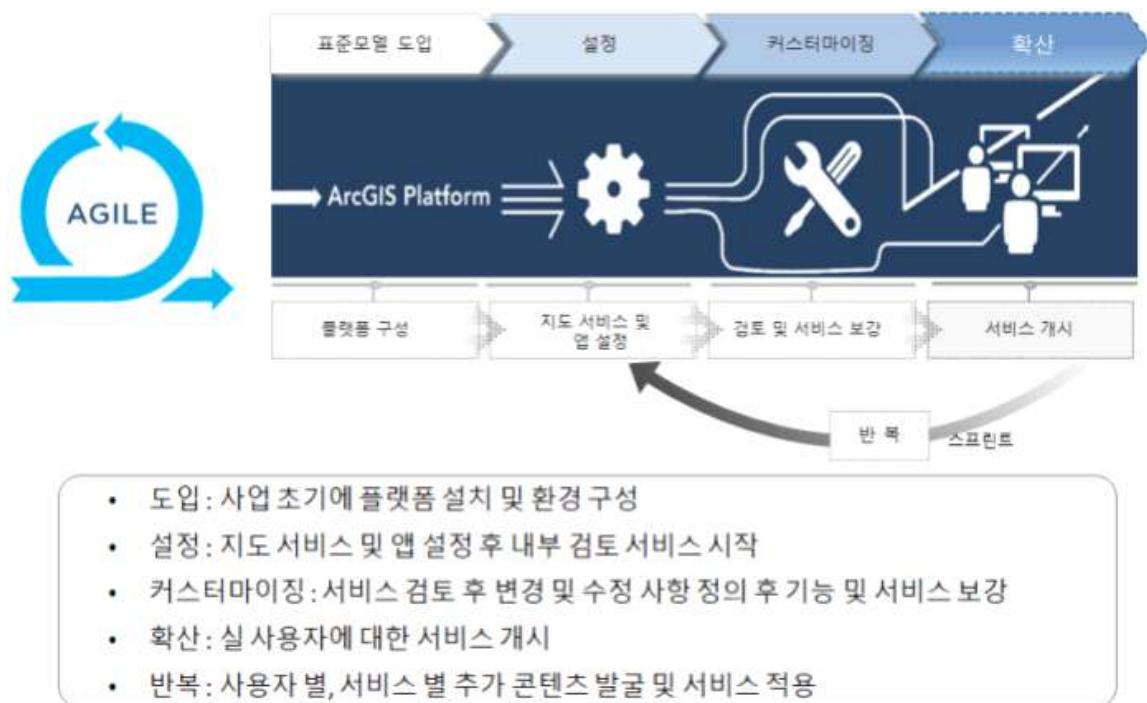 표준모델 도입
설정
커스터마이징
확산
AGILE
ArcGIS Platform
플랫폼 구성
지도 서비스 및
앱 설정
검토 및 서비스 보강
서비스 개시
반 복
스프린트
• 도입 : 사업 초기에 플랫폼 설치 및 환경 구성
• 설정 : 지도 서비스 및 앱 설정 후 내부 검토 서비스 시작
• 커스터마이징 : 서비스 검토 후 변경 및 수정 사항 정의 후 기능 및 서비스 보강
• 확산 : 실 사용자에 대한 서비스 개시
• 반복 : 사용자 별, 서비스 별 추가 콘텐츠 발굴 및 서비스 적용